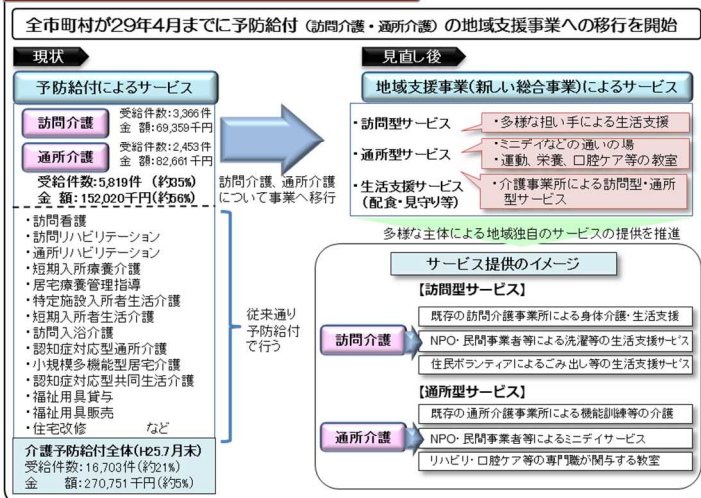 全市町村が29年4月までに予防給付（訪問介護・通所介護）の地域支援事業への移行を開始
現状
予防給付によるサービス
訪問介護
受給件数:3,366件
金　額:69,359千円
通所介護
受給件数:2,453件
金　額:82,661千円
受給件数:5,819件（約35%）
金　額:152,020千円(約56%)
・訪問看護
・訪問リハビリテーション
・通所リハビリテーション
・短期入所療養介護
・居宅療養管理指導
・特定施設入所者生活介護
・短期入所者生活介護
・訪問入浴介護
・認知症対応型通所介護
・小規模多機能型居宅介護
・認知症対応型共同生活介護
・福祉用具貸与
・福祉用具販売
・住宅改修　　など
介護予防給付全体(H25.7月末)
受給件数:16,703件(約21%)
金　　額:270,751千円(約5%)
訪問介護、通所介護
について事業へ移行
従来通り
予防給付
で行う
見直し後
地域支援事業(新しい総合事業)によるサービス
・訪問型サービス
・多様な担い手による生活支援
・通所型サービス
・ミニデイなどの通いの場
・運動、栄養、口腔ケア等の教室
・生活支援サービス
（配食・見守り等）
・介護事業所による訪問型・通所
型サービス
多様な主体による地域独自のサービスの提供を推進
サービス提供のイメージ
【訪問型サービス】
訪問介護
既存の訪問介護事業所による身体介護・生活支援
NPO・民間事業者等による洗濯等の生活支援サービス
住民ボランティアによるごみ出し等の生活支援サービス
【通所型サービス】
通所介護
既存の通所介護事業所による機能訓練等の介護
NPO・民間事業者等によるミニデイサービス
リハビリ・口腔ケア等の専門職が関与する教室